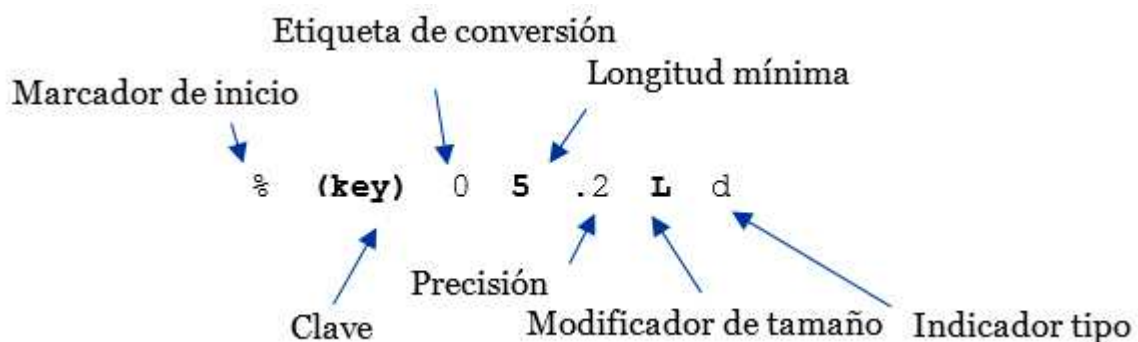 Etiqueta de conversión
Longitud mínima
Marcador de inicio
% (key) 0 5 .2 L d
Precisión
Clave
Modificador de tamaño
Indicador tipo